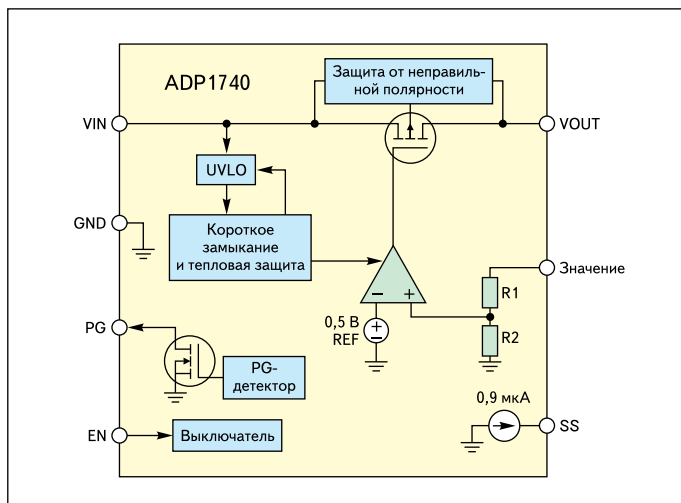 ADP1740
Защита от неправиль-
ной полярности
VIN
VOUT
UVLO
GND
Короткое
замыкание
и тепловая защита
Значение
R1
–
+
0,5 В
REF
+
–
R2
PG
PG-
детектор
0,9 мкА
SS
EN
Выключатель